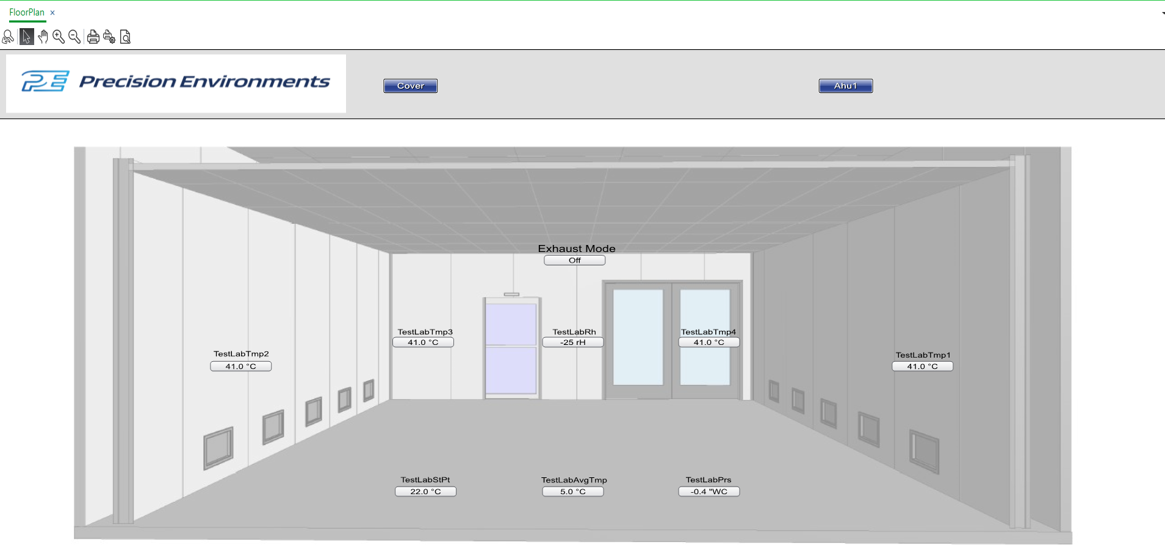 FloorPlan ×
PE Precision Environments
Cover
Ahu1
Exhaust Mode
Off
TestLabTmp3
41.0 °C
TestLabRh
-25 rH
TestLabTmp4
41.0 °C
TestLabTmp2
41.0 °C
TestLabTmp1
41.0 °C
TestLabStPt
22.0 °C
TestLabAvgTmp
5.0 °C
TestLabPrs
-0.4 "WC